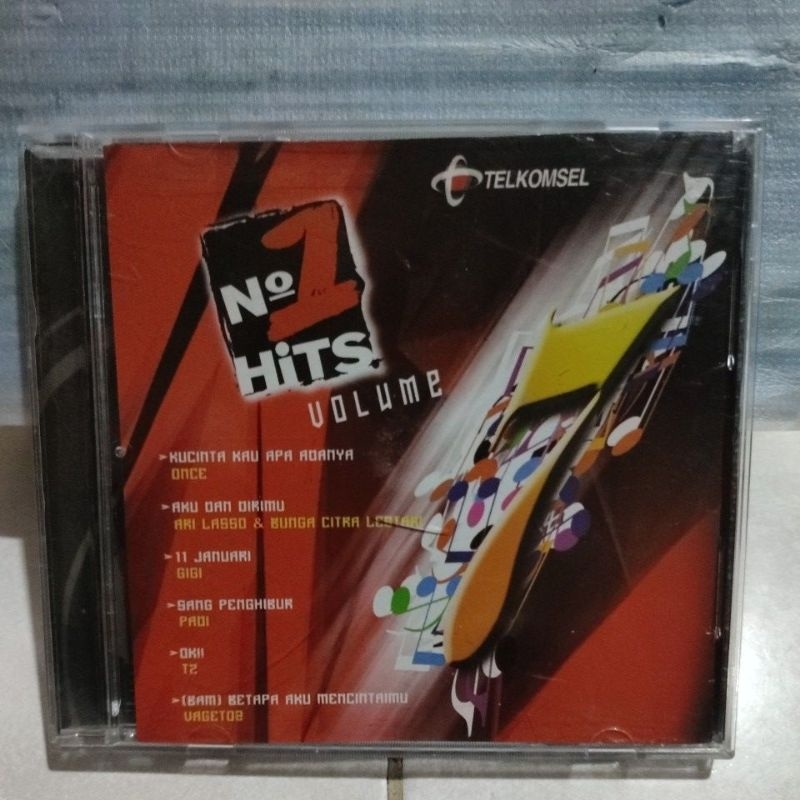 TELKOMSEL
No 1
HiTS
VOLUME
KUCINTA KAU APA ADANYA
ONCE
AKU DAN DIRIMU
ARI LASSO & BUNGA CITRA LESTARI
11 JANUARI
GIGI
SANG PENGHIBUR
PADI
OKII
T2
(BAM) BETAPA AKU MENCINTAIMU
VAGETOZ